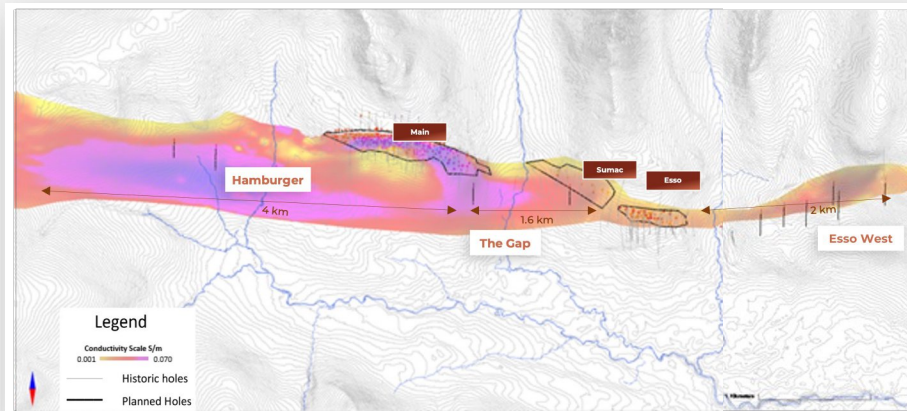 Main
Sumac
Esso
Hamburger
4 km
1.6 km
2 km
The Gap
Esso West
Legend
Conductivity Scale S/m
0.001 0.070
Historic holes
Planned Holes
Kilometers